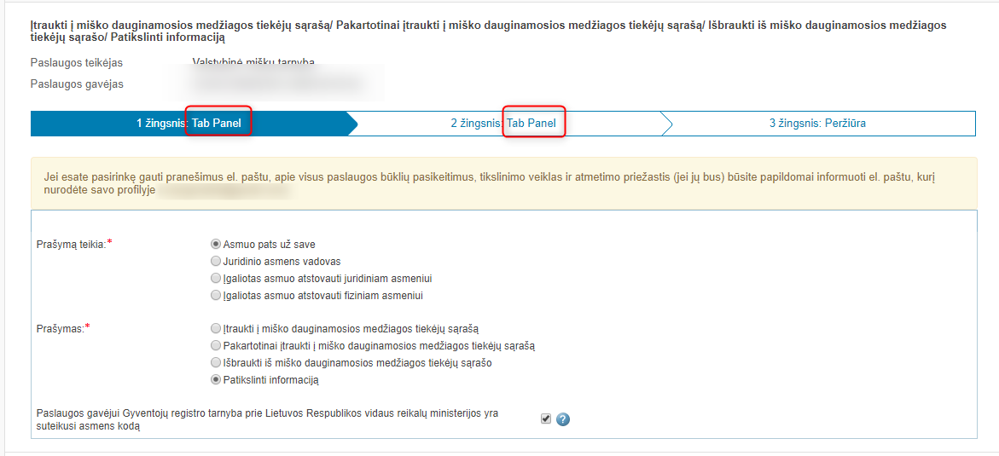 Įtraukti į miško dauginamosios medžiagos tiekėjų sąrašą/ Pakartotinai įtraukti į miško dauginamosios medžiagos tiekėjų sąrašą/ Išbraukti iš miško dauginamosios medžiagos
tiekėjų sąrašo/ Patikslinti informaciją
Paslaugos teikėjas Valstybinė miškų tarnyba
Paslaugos gavėjas
1 žingsnis: Tab Panel 2 žingsnis: Tab Panel 3 žingsnis: Peržiūra
Jei esate pasirinkę gauti pranešimus el. paštu, apie visus paslaugos būklių pasikeitimus, tikslinimo veiklas ir atmetimo priežastis (jei jų bus) būsite papildomai informuoti el. paštu, kurį
nurodėte savo profilyje
Prašymą teikia:*
Asmuo pats už save
Juridinio asmens vadovas
Įgaliotas asmuo atstovauti juridiniam asmeniui
Įgaliotas asmuo atstovauti fiziniam asmeniui
Prašymas:*
Įtraukti į miško dauginamosios medžiagos tiekėjų sąrašą
Pakartotinai įtraukti į miško dauginamosios medžiagos tiekėjų sąrašą
Išbraukti iš miško dauginamosios medžiagos tiekėjų sąrašo
Patikslinti informaciją
Paslaugos gavėjui Gyventojų registro tarnyba prie Lietuvos Respublikos vidaus reikalų ministerijos yra
suteikusi asmens kodą ?